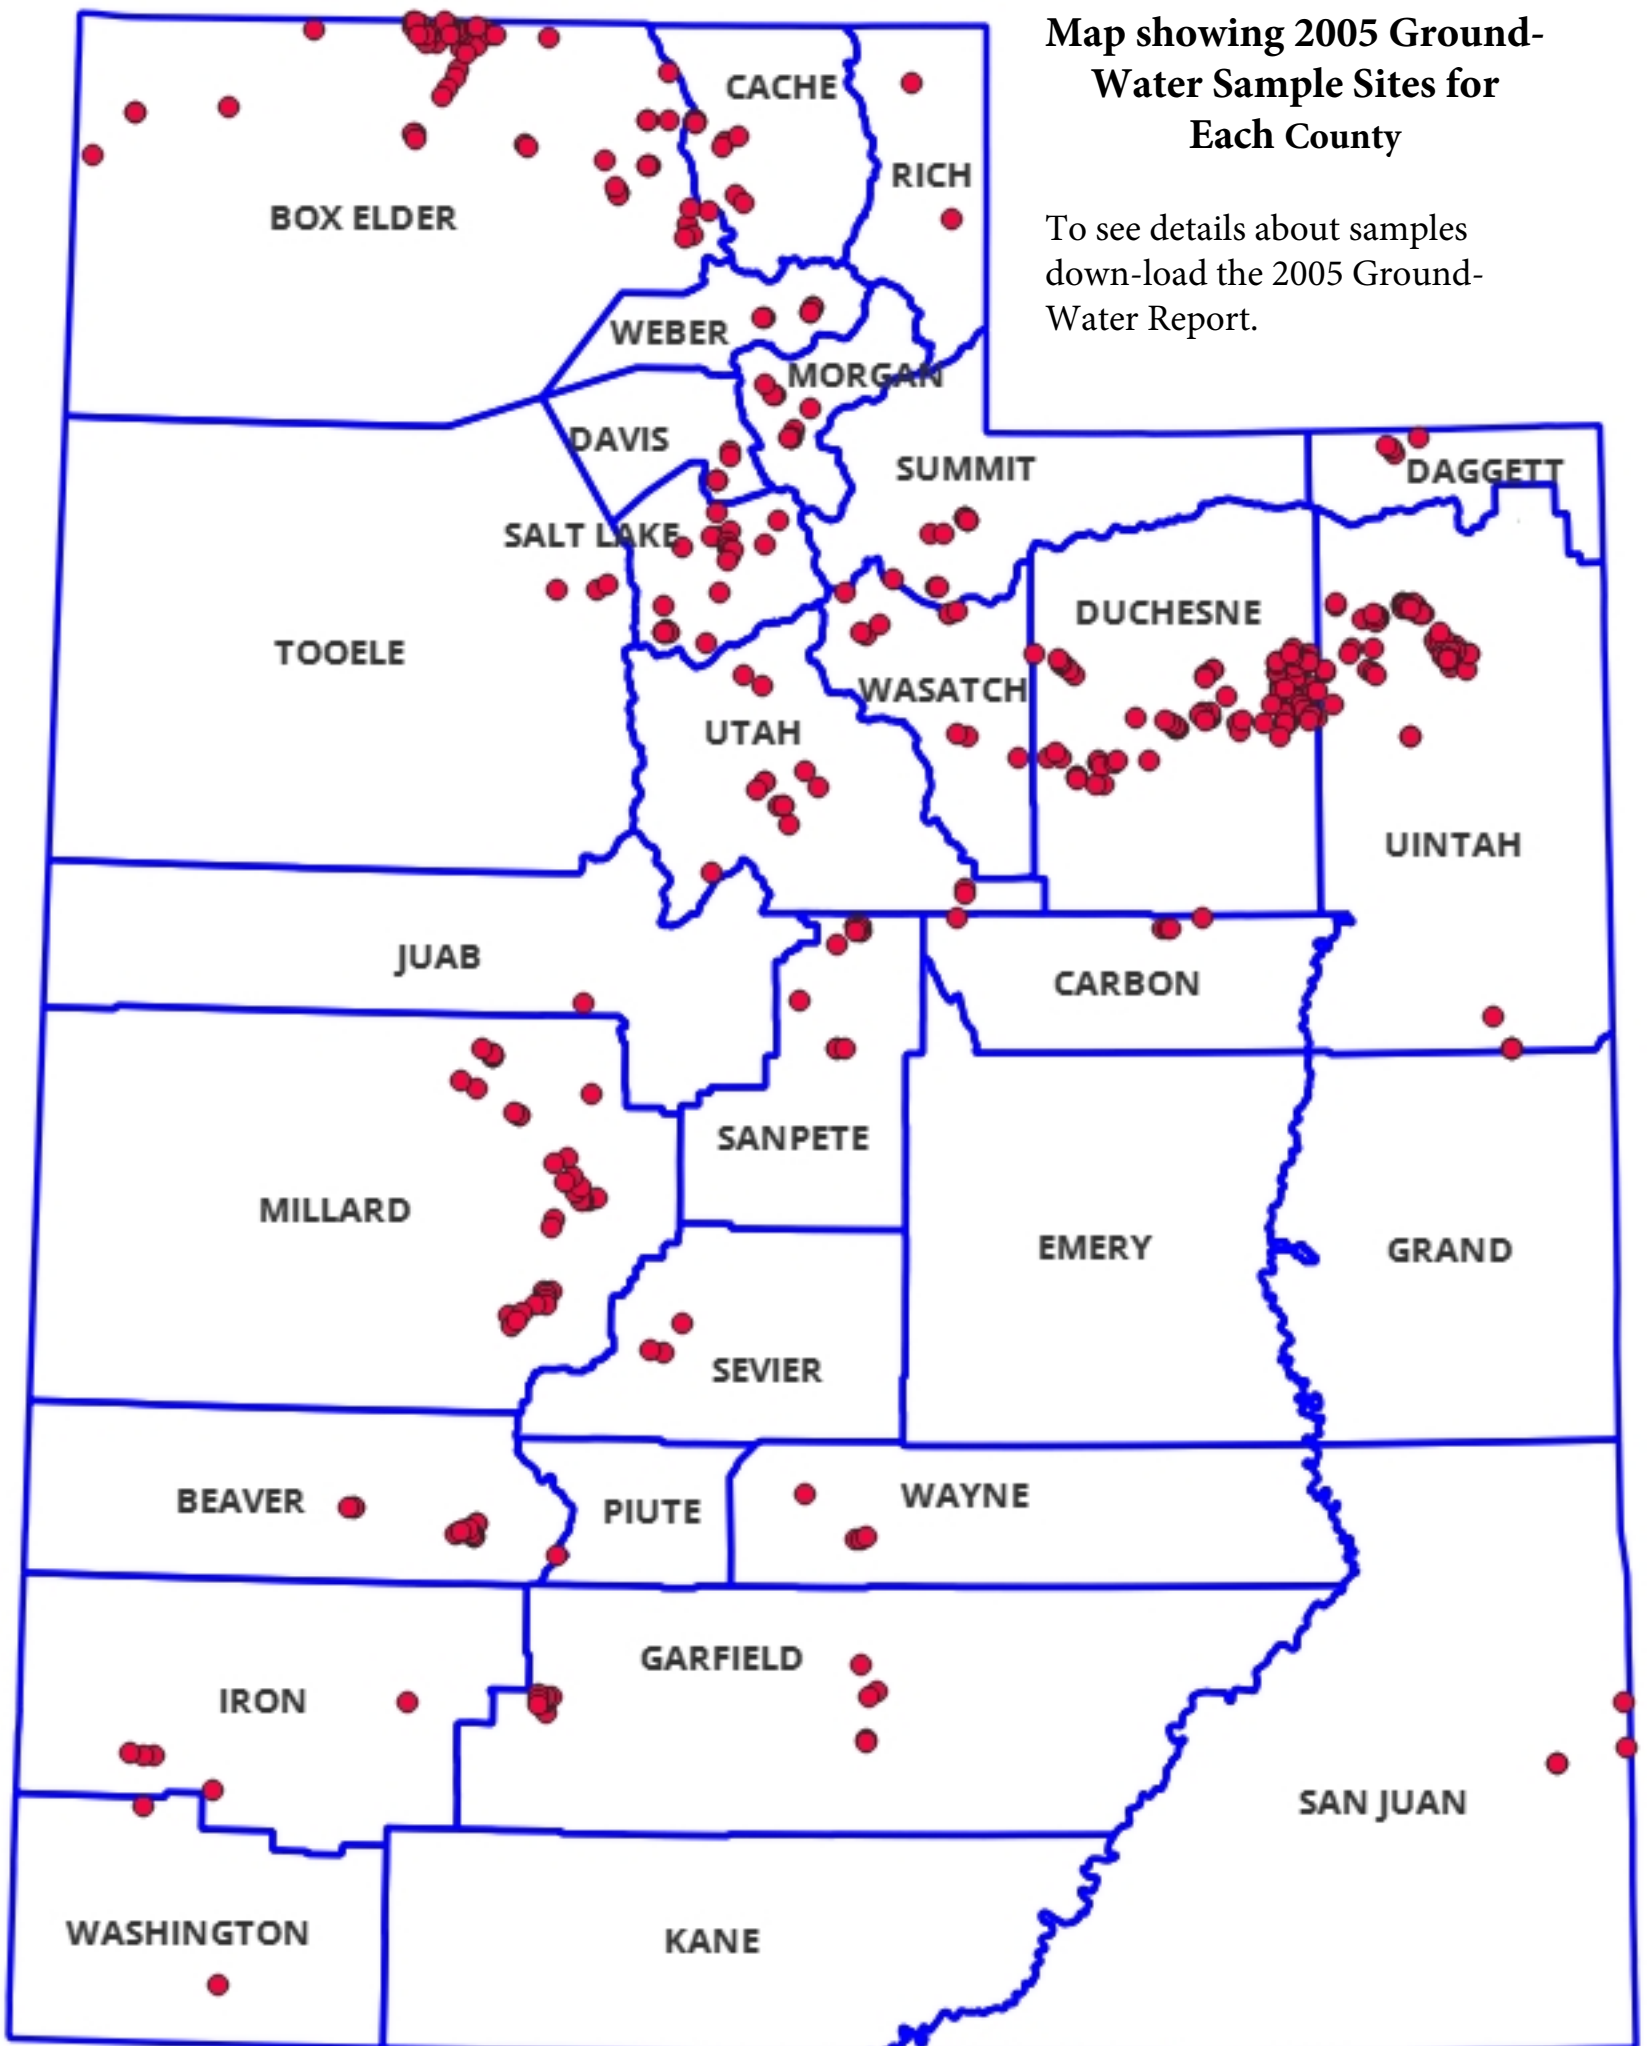 Map showing 2005 Ground-
Water Sample Sites for
Each County
To see details about samples
down-load the 2005 Ground-
Water Report.
CACHE
RICH
BOX ELDER
WEBER
MORGAN
DAVIS
SUMMIT
DAGGETT
SALT LAKE
DUCHESNE
TOOELE
WASATCH
UTAH
UINTAH
JUAB
CARBON
SANPETE
MILLARD
EMERY
GRAND
SEVIER
BEAVER
PIUTE
WAYNE
GARFIELD
IRON
SAN JUAN
WASHINGTON
KANE